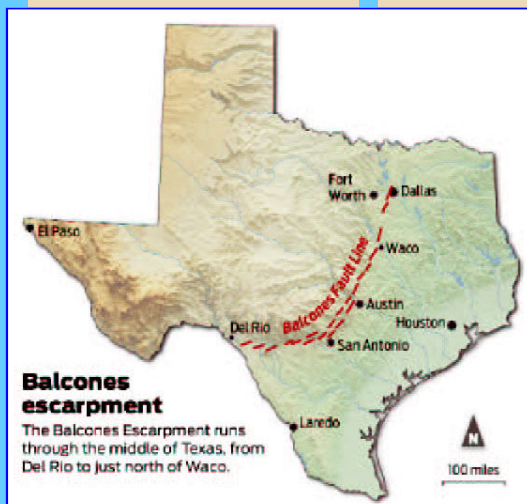 Fort
Worth
Dallas
El Paso
Waco
Balcones Fault Line
Austin
Del Rio
Houston
San Antonio
Balcones
escarpment
The Balcones Escarpment runs
through the middle of Texas, from
Del Rio to just north of Waco.
Laredo
N
100 miles